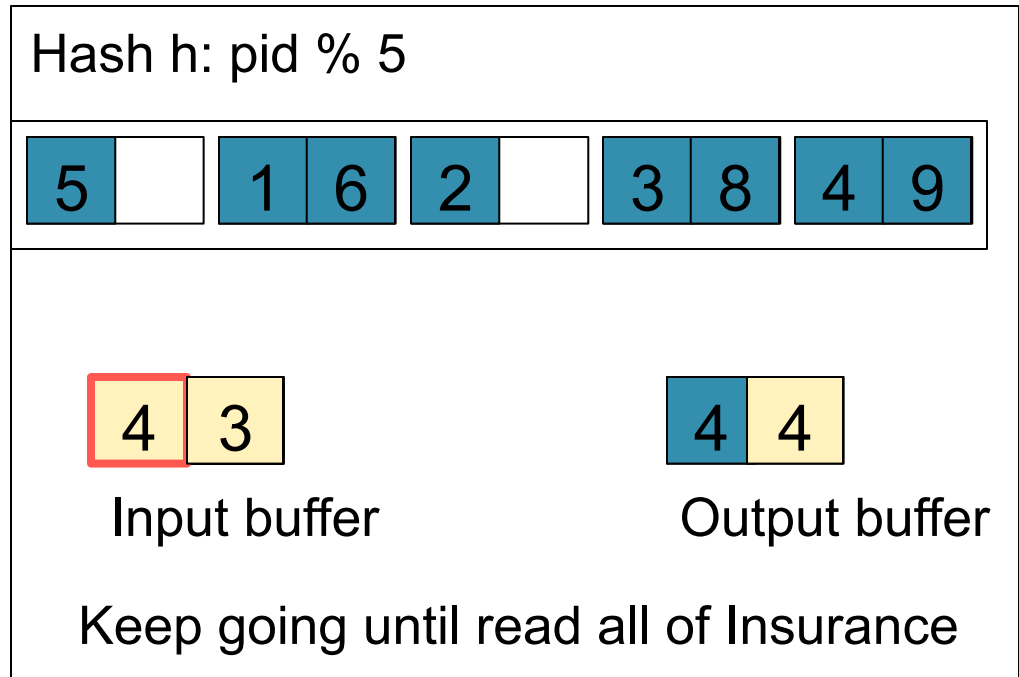 Hash h: pid % 5
5 1 6 2 3 8 4 9
4 3 4 4
Input buffer Output buffer
Keep going until read all of Insurance